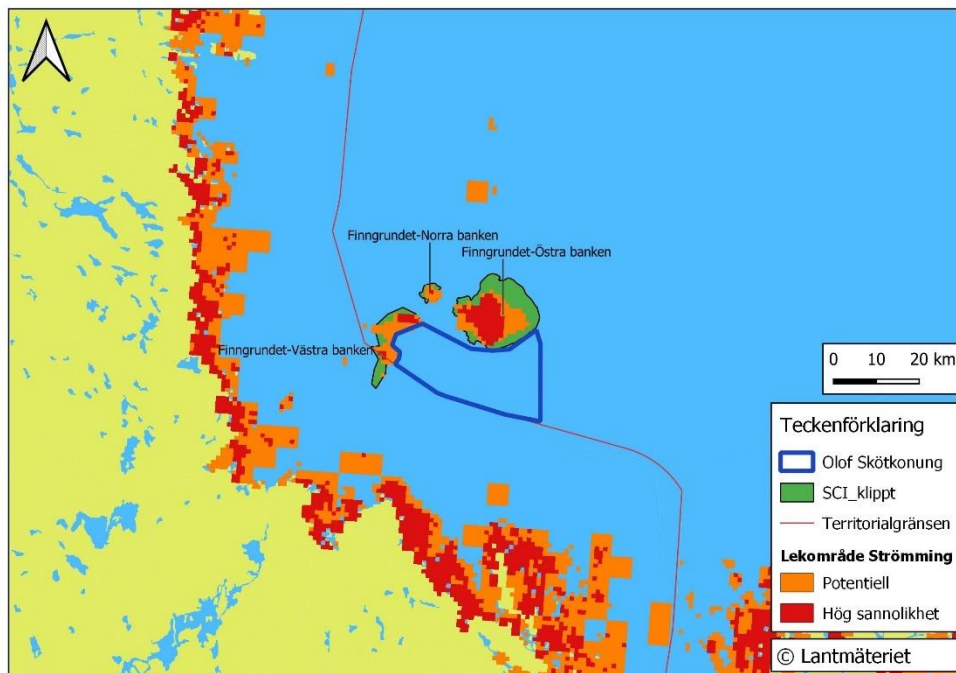 Finngrundet-Norra banken
Finngrundet-Östra banken
Finngrundet-Västra banken
0 10 20 km
Teckenförklaring
Olof Skötkonung
SCI_klippt
Territorialgränsen
Lekområde Strömming
Potentiell
Hög sannolikhet
© Lantmäteriet